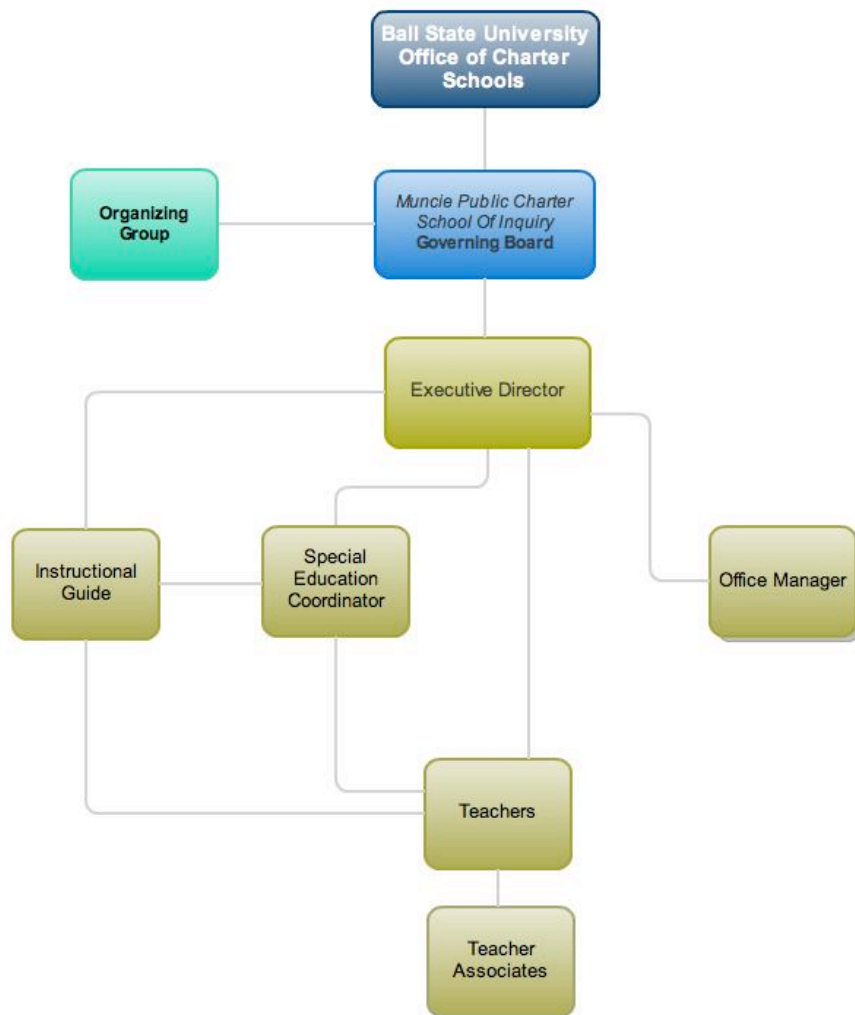 Ball State University
Office of Charter
Schools
Organizing
Group
Muncie Public Charter
School Of Inquiry
Governing Board
Executive Director
Instructional
Guide
Special
Education
Coordinator
Office Manager
Teachers
Teacher
Associates